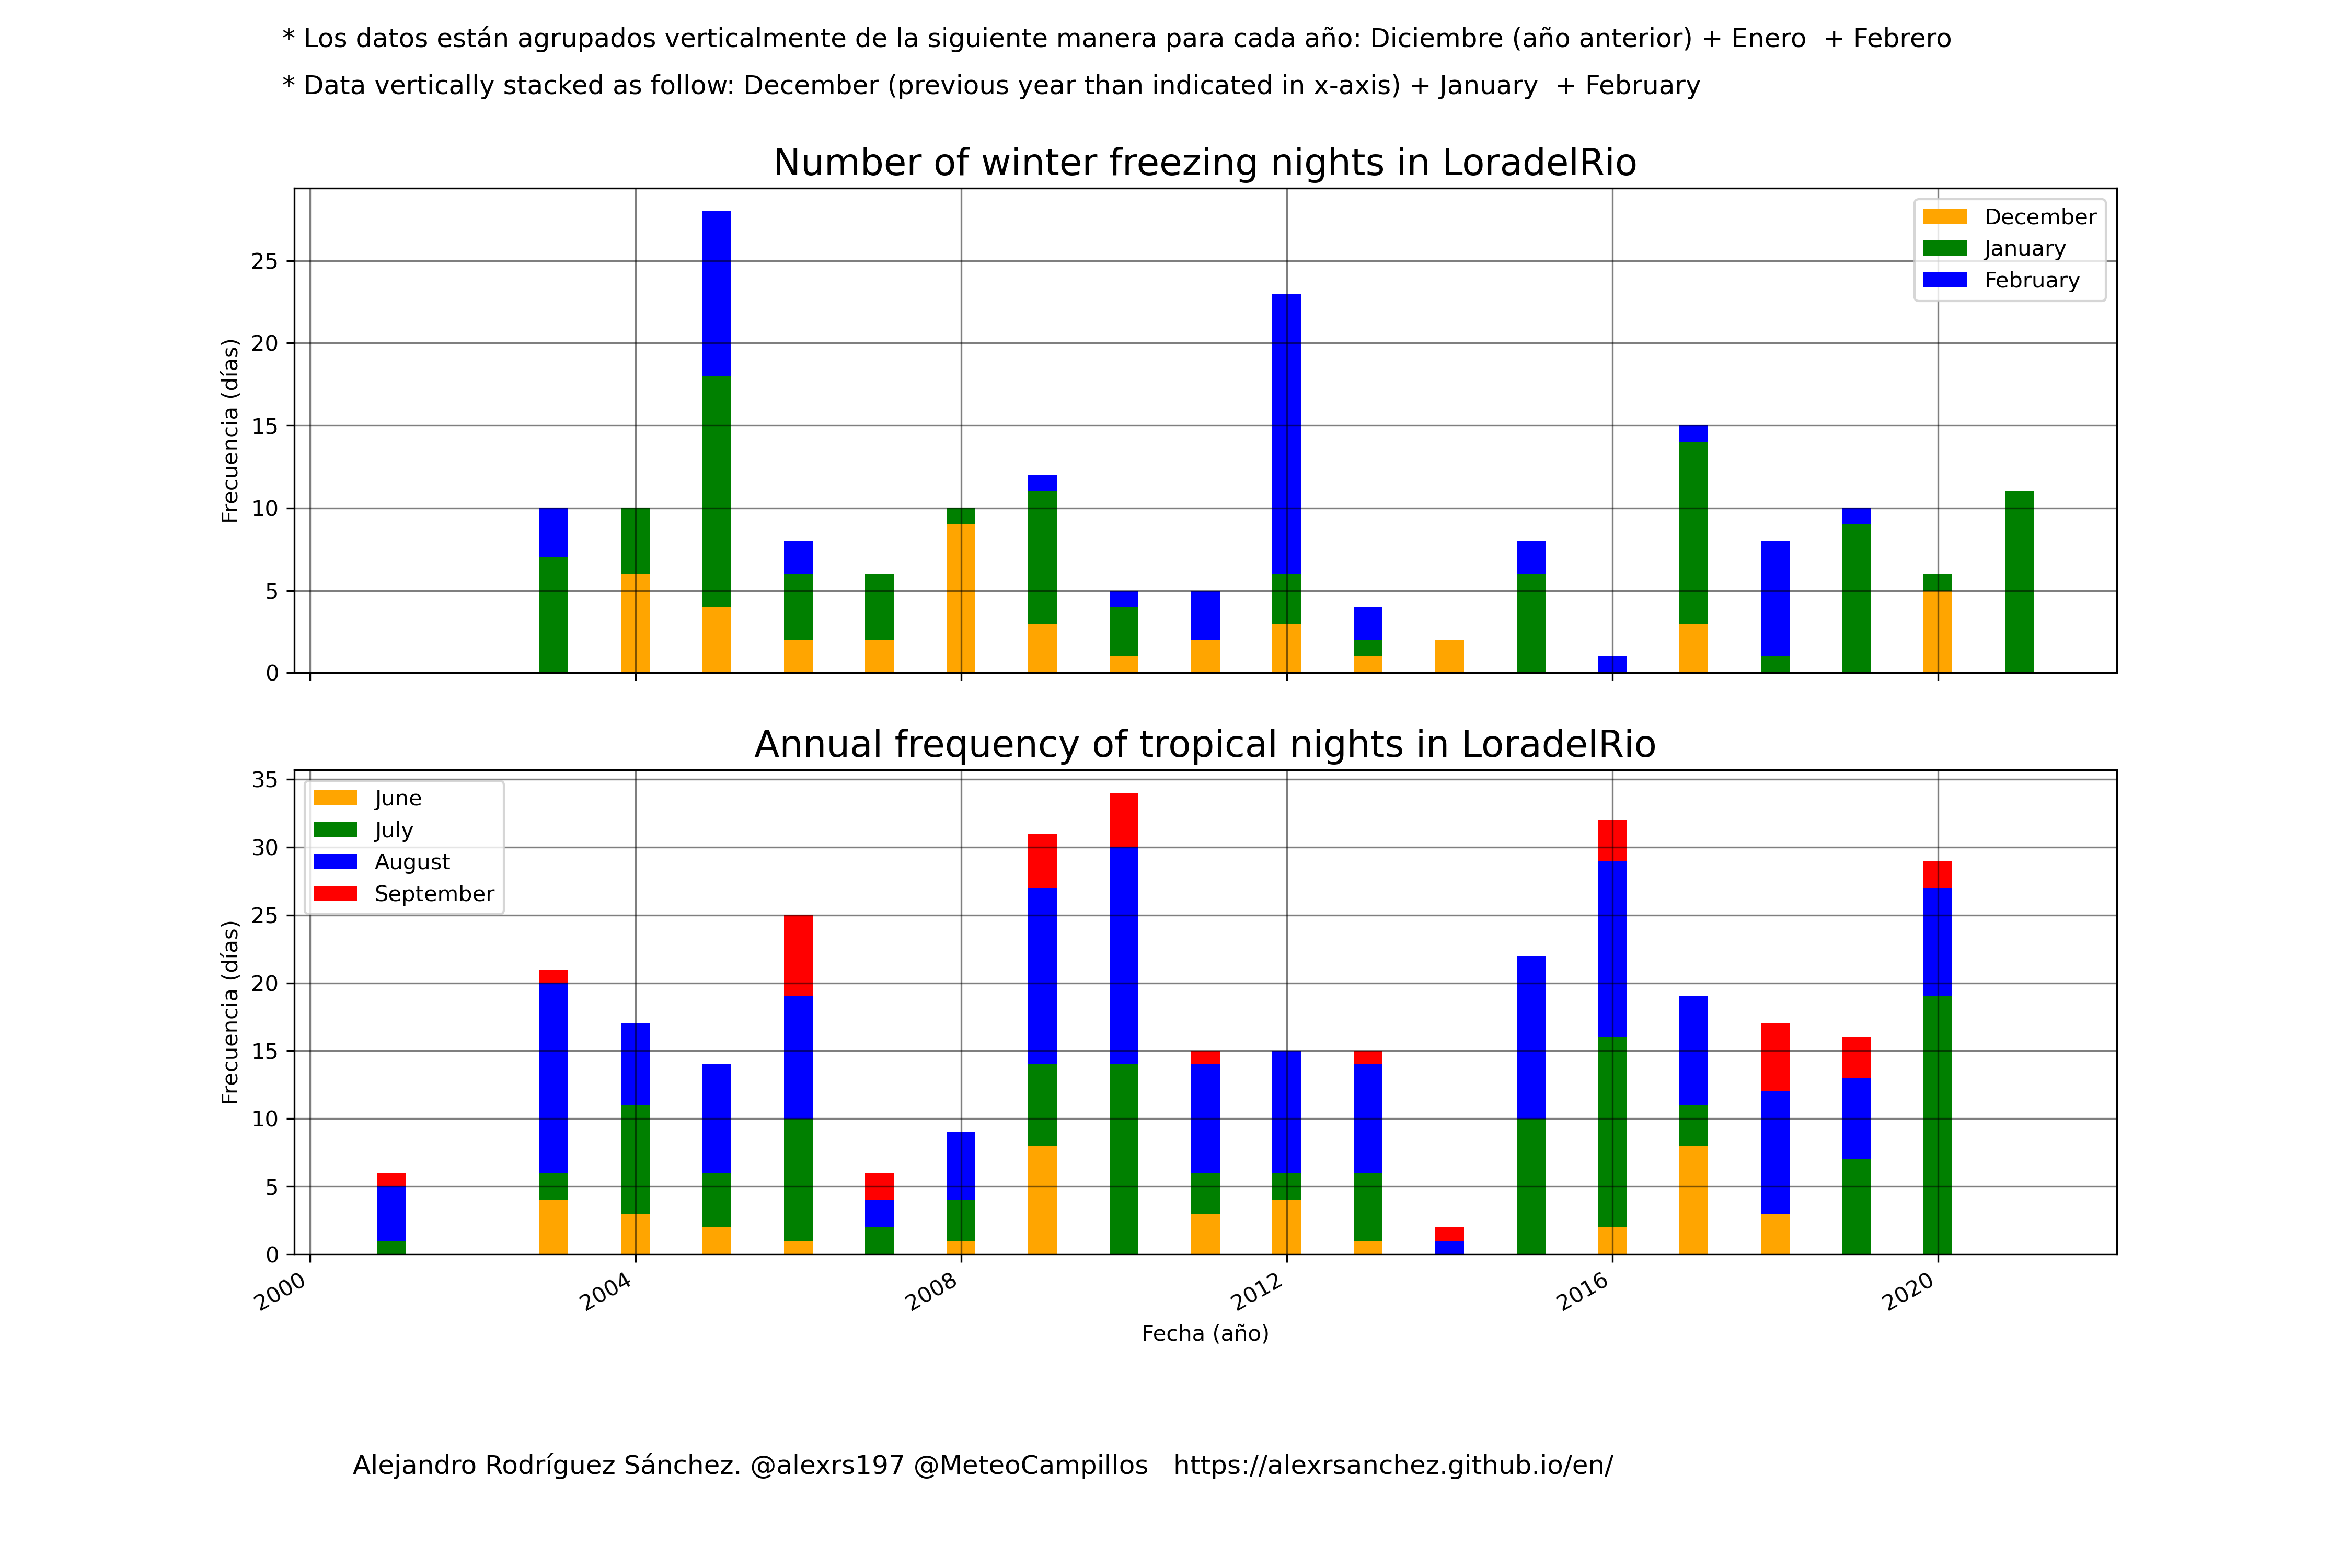 * Los datos están agrupados verticalmente de la siguiente manera para cada año: Diciembre (año anterior) + Enero  + Febrero
* Data vertically stacked as follow: December (previous year than indicated in x-axis) + January  + February
Number of winter freezing nights in LoradelRio
Frecuencia (días)
25
20
15
10
5
0
December
January
February
Annual frequency of tropical nights in LoradelRio
Frecuencia (días)
35
30
25
20
15
10
5
0
June
July
August
September
2000
2004
2008
2012
2016
2020
Fecha (año)
Alejandro Rodríguez Sánchez. @alexrs197 @MeteoCampillos   https://alexrsanchez.github.io/en/